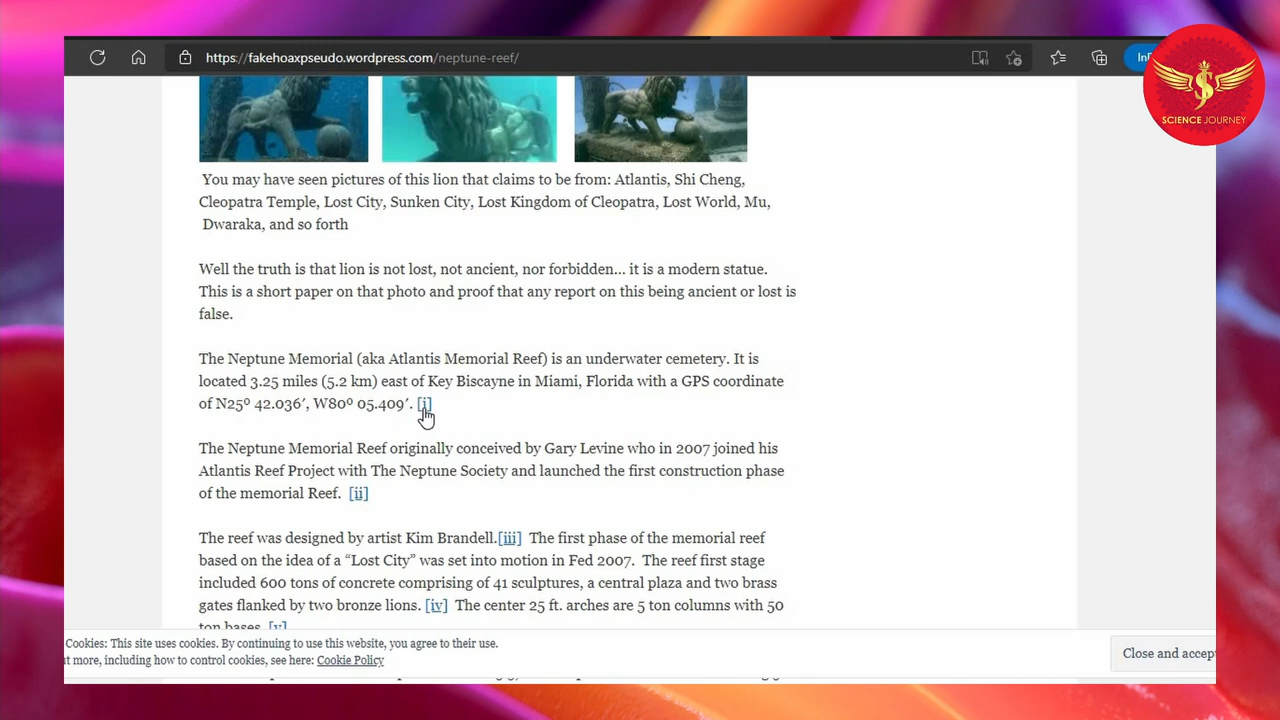 https://fakehoaxpseudo.wordpress.com/neptune-reef/
SCIENCE JOURNEY
You may have seen pictures of this lion that claims to be from: Atlantis, Shi Cheng,
Cleopatra Temple, Lost City, Sunken City, Lost Kingdom of Cleopatra, Lost World, Mu,
Dwaraka, and so forth
Well the truth is that lion is not lost, not ancient, nor forbidden… it is a modern statue.
This is a short paper on that photo and proof that any report on this being ancient or lost is
false.
The Neptune Memorial (aka Atlantis Memorial Reef) is an underwater cemetery. It is
located 3.25 miles (5.2 km) east of Key Biscayne in Miami, Florida with a GPS coordinate
of N25º 42.036′, W80º 05.409′. [i]
The Neptune Memorial Reef originally conceived by Gary Levine who in 2007 joined his
Atlantis Reef Project with The Neptune Society and launched the first construction phase
of the memorial Reef. [ii]
The reef was designed by artist Kim Brandell.[iii] The first phase of the memorial reef
based on the idea of a “Lost City” was set into motion in Fed 2007. The reef first stage
included 600 tons of concrete comprising of 41 sculptures, a central plaza and two brass
gates flanked by two bronze lions. [iv] The center 25 ft. arches are 5 ton columns with 50
ton bases. [v]
Cookies: This site uses cookies. By continuing to use this website, you agree to their use.
more, including how to control cookies, see here: Cookie Policy
Close and accep